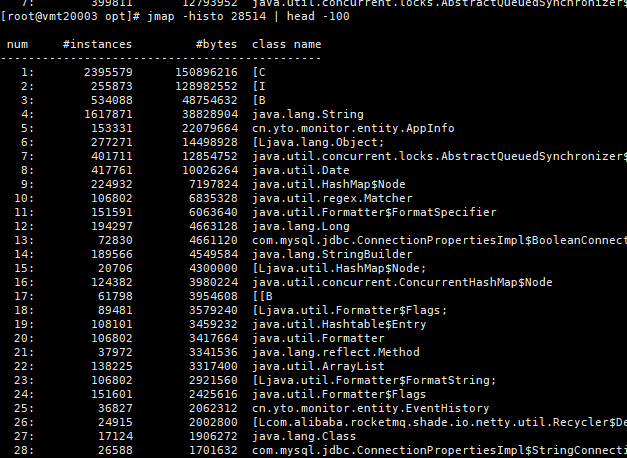 7: 399811 12793952 java.util.concurrent.locks.AbstractQueuedSynchronizer$
[root@vmt20003 opt]# jmap -histo 28514 | head -100
num #instances #bytes class name
----------------------------------------------
1: 2395579 150896216 [C
2: 255873 128982552 [I
3: 534088 48754632 [B
4: 1617871 38828904 java.lang.String
5: 153331 22079664 cn.yto.monitor.entity.AppInfo
6: 277271 14498928 [Ljava.lang.Object;
7: 401711 12854752 java.util.concurrent.locks.AbstractQueuedSynchronizer$
8: 417761 10026264 java.util.Date
9: 224932 7197824 java.util.HashMap$Node
10: 106802 6835328 java.util.regex.Matcher
11: 151591 6063640 java.util.Formatter$FormatSpecifier
12: 194297 4663128 java.lang.Long
13: 72830 4661120 com.mysql.jdbc.ConnectionPropertiesImpl$BooleanConnect
14: 189566 4549584 java.lang.StringBuilder
15: 20706 4300000 [Ljava.util.HashMap$Node;
16: 124382 3980224 java.util.concurrent.ConcurrentHashMap$Node
17: 61798 3954608 [[B
18: 89481 3579240 [Ljava.util.Formatter$Flags;
19: 108101 3459232 java.util.Hashtable$Entry
20: 106802 3417664 java.util.Formatter
21: 37972 3341536 java.lang.reflect.Method
22: 138225 3317400 java.util.ArrayList
23: 106802 2921560 [Ljava.util.Formatter$FormatString;
24: 151601 2425616 java.util.Formatter$Flags
25: 36827 2062312 cn.yto.monitor.entity.EventHistory
26: 24915 2002800 [Lcom.alibaba.rocketmq.shade.io.netty.util.Recycler$De
27: 17124 1906272 java.lang.Class
28: 26588 1701632 com.mysql.jdbc.ConnectionPropertiesImpl$StringConnecti